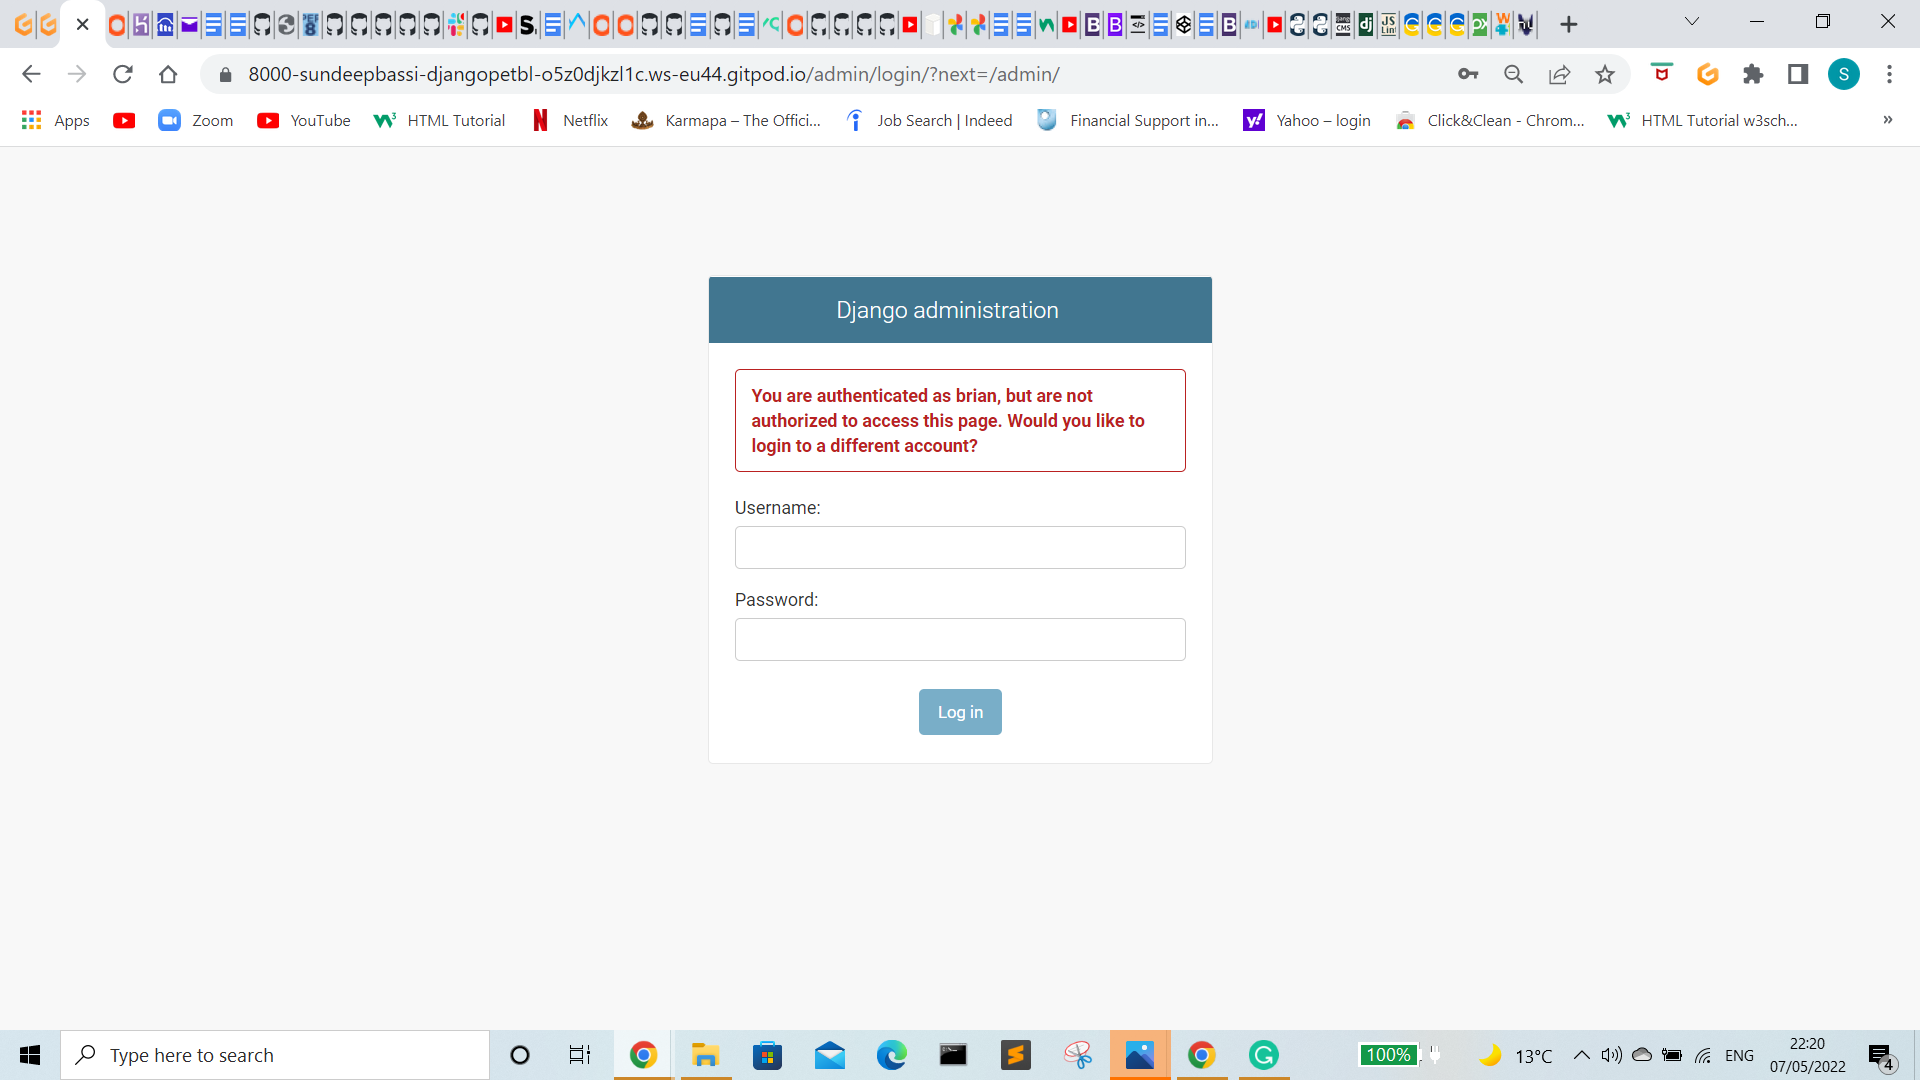 8000-sundeepbassi-djangopetbl-o5z0djkzl1c.ws-eu44.gitpod.io/admin/login/?next=/admin/
S
Apps
Zoom
YouTube
HTML Tutorial
Netflix
Karmapa – The Offici...
Job Search | Indeed
Financial Support in...
Yahoo – login
Click&Clean - Chrom...
HTML Tutorial w3sch...
»
Django administration
You are authenticated as brian, but are not
authorized to access this page. Would you like to
login to a different account?
Username:
Password:
Log in
Type here to search
100%
13°C
ENG
22:20
07/05/2022
4